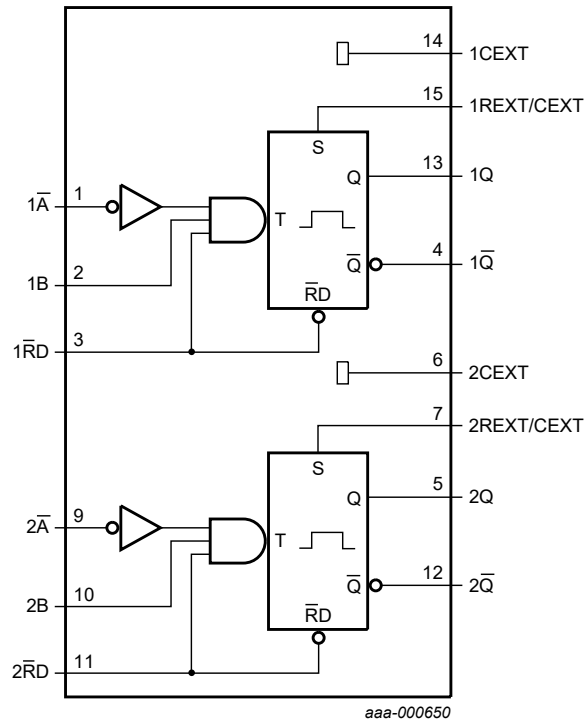 14
1CEXT
15
1REXT/CEXT
S
13
Q
1Q
1
1A̅
T
4
Q̅
1Q̅
2
1B
R̅D
3
1R̅D
6
2CEXT
7
2REXT/CEXT
S
5
Q
2Q
9
2A̅
T
12
Q̅
2Q̅
10
2B
R̅D
11
2R̅D
aaa-000650